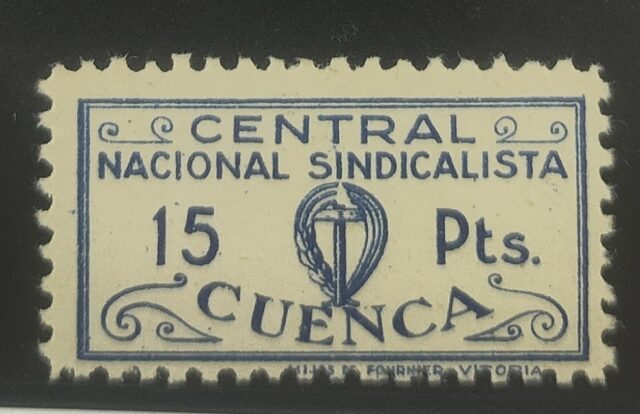 CENTRAL
NACIONAL SINDICALISTA
15 Pts.
CUENCA
HIJOS DE FOURNIER VITORIA